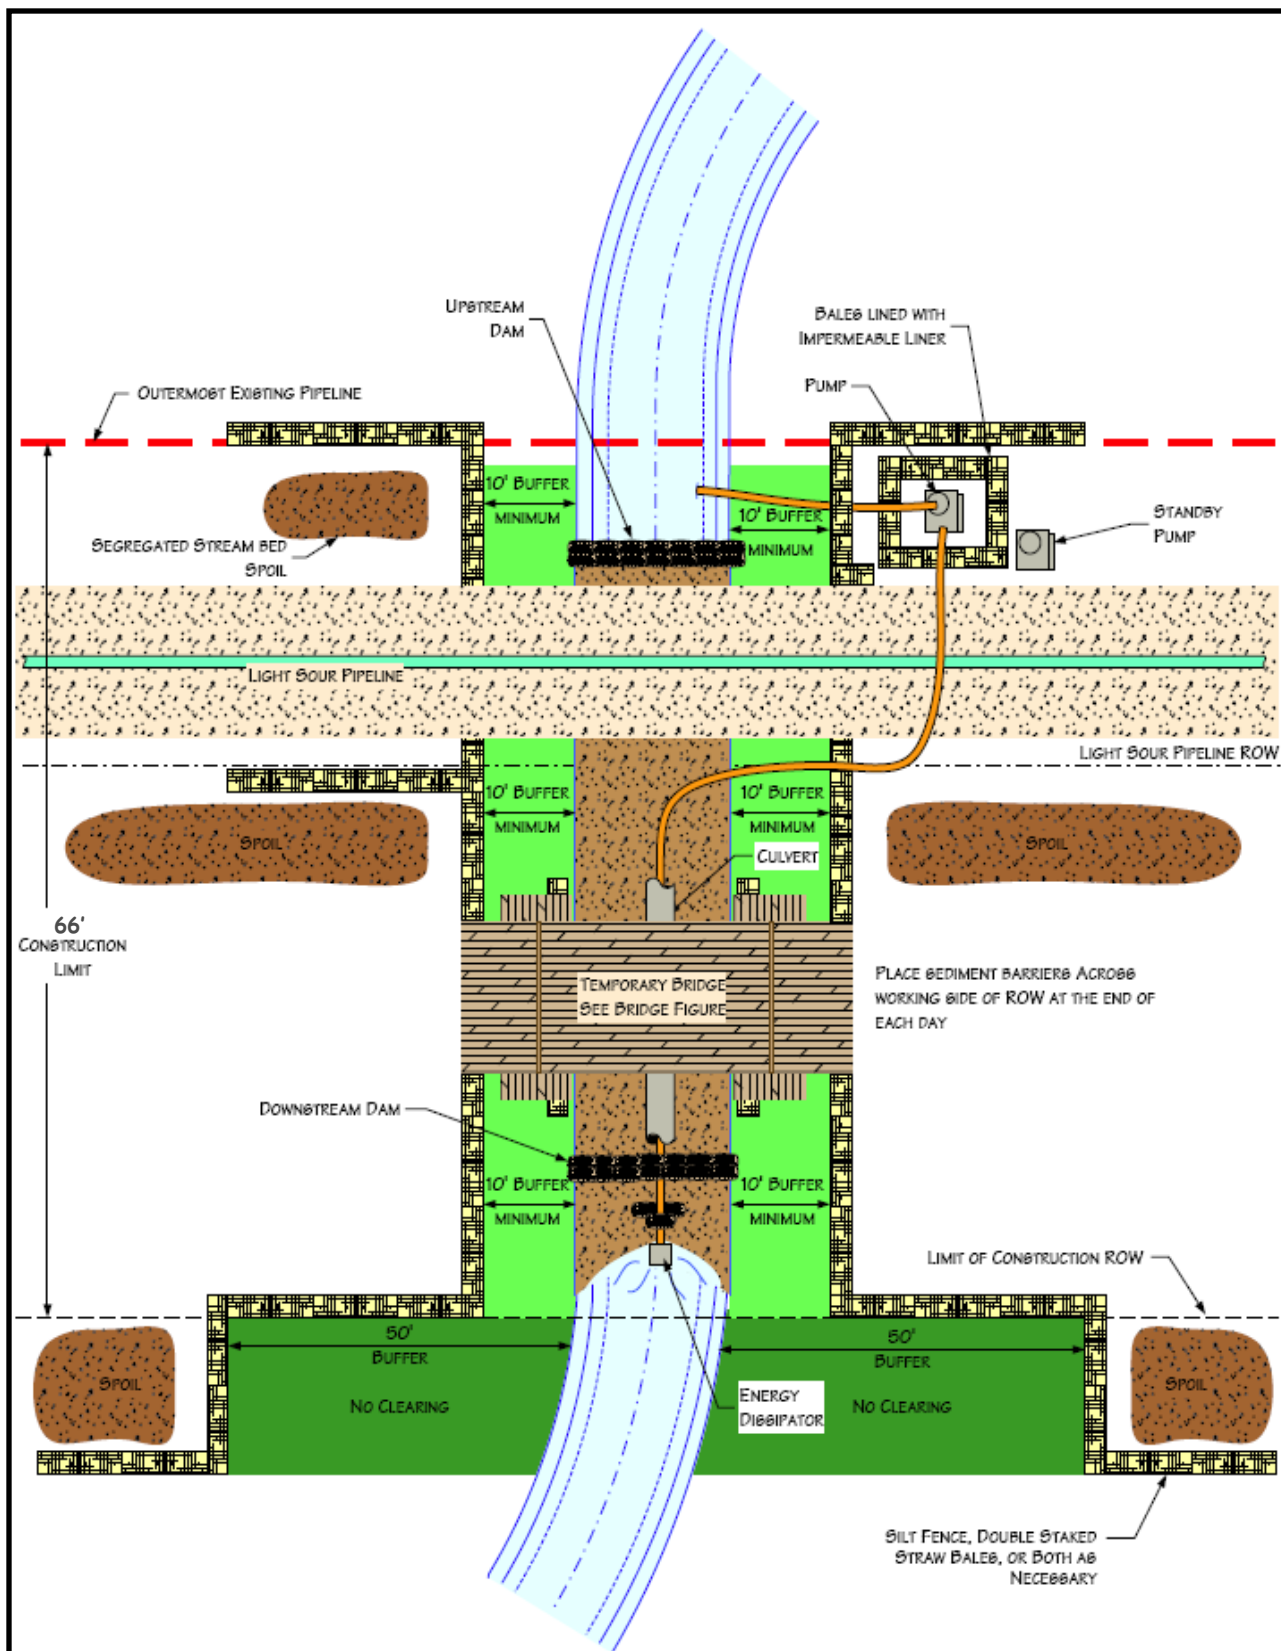 Upstream
Dam
Bales lined with
Impermeable Liner
Pump
Outermost Existing Pipeline
10' Buffer
minimum
10' Buffer
minimum
Standby
Pump
Segregated Stream bed
Spoil
Light Sour Pipeline
Light Sour Pipeline ROW
10' Buffer
minimum
10' Buffer
minimum
Spoil
Spoil
Culvert
66'
Construction
Limit
Temporary Bridge
See Bridge Figure
Place sediment barriers Across
working side of ROW at the end of
each day
Downstream Dam
10' Buffer
minimum
10' Buffer
minimum
Limit of Construction ROW
50'
Buffer
50'
Buffer
Spoil
Spoil
No Clearing
Energy
Dissipator
No Clearing
Silt Fence, Double Staked
Straw Bales, or Both as
Necessary